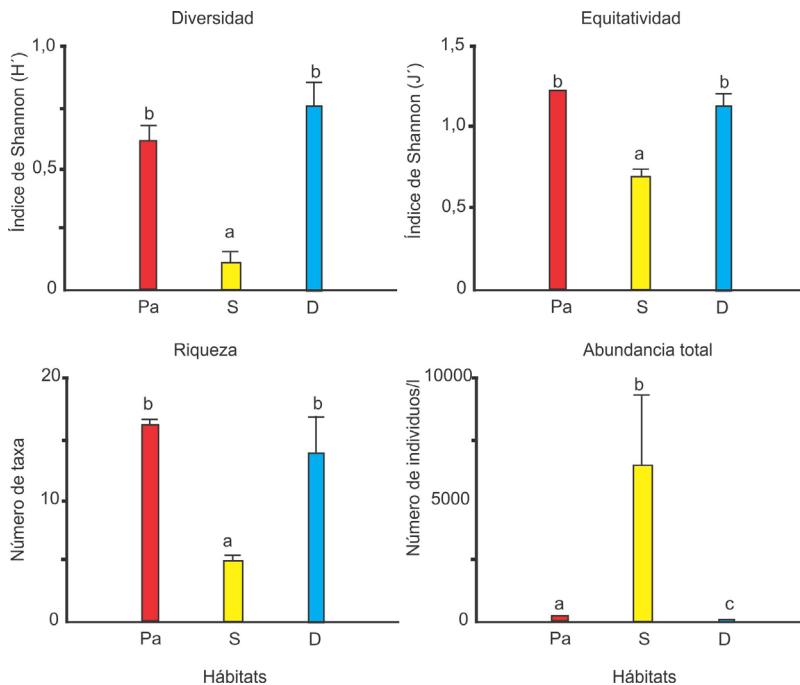 Diversidad
Índice de Shannon (H´)
1,0
0,5
0
b
a
b
Pa S D
Equitatividad
Índice de Shannon (J´)
1,5
1,0
0,5
0
b
a
b
Pa S D
Riqueza
Número de taxa
20
10
0
b
a
b
Pa S D
Hábitats
Abundancia total
Número de individuos/l
10000
5000
0
a
b
c
Pa S D
Hábitats